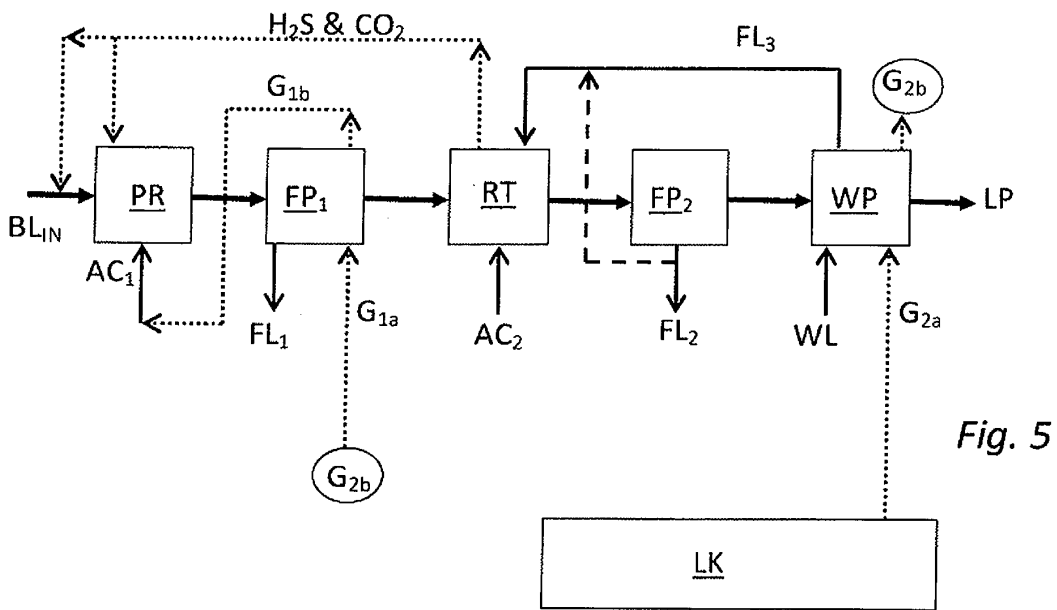 H₂S & CO₂
FL₃
G₁b
G₂b
PR
FP₁
RT
FP₂
WP
BL_IN
LP
AC₁
FL₁
G₁a
AC₂
FL₂
WL
G₂a
Fig. 5
G₂b
LK